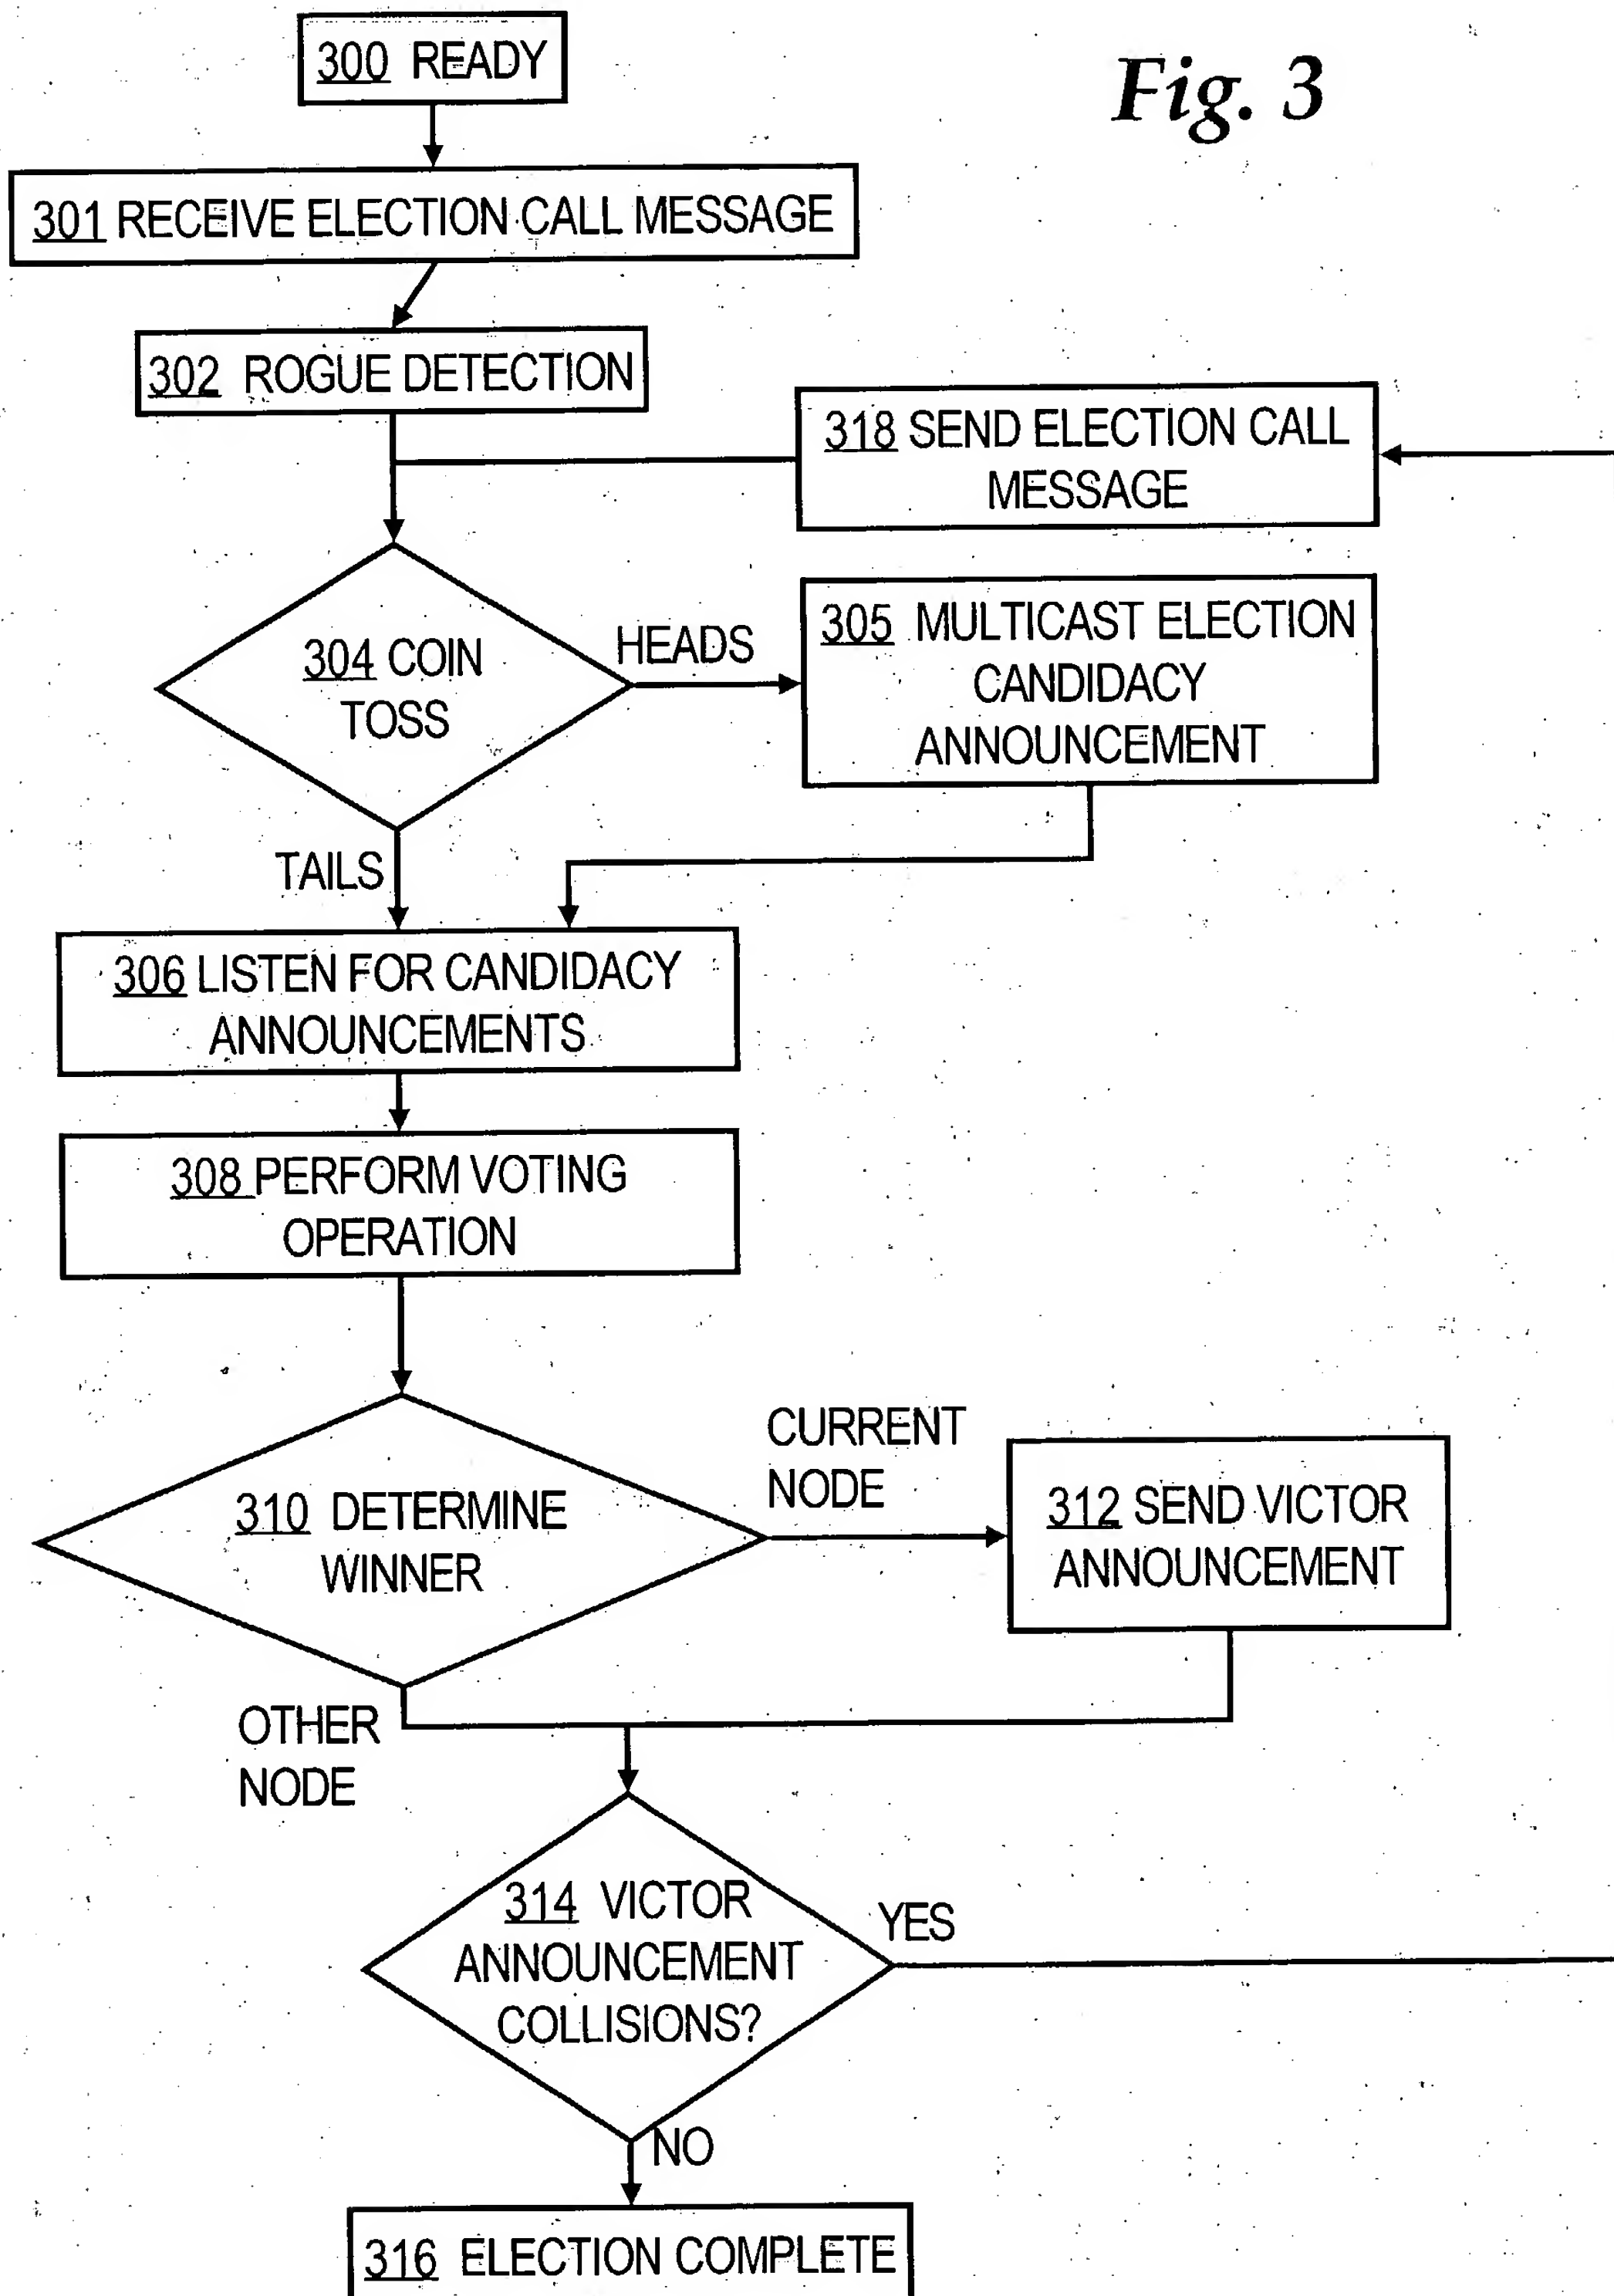 300 READY
Fig. 3
301 RECEIVE ELECTION CALL MESSAGE
302 ROGUE DETECTION
318 SEND ELECTION CALL
MESSAGE
304 COIN
TOSS
HEADS
305 MULTICAST ELECTION
CANDIDACY
ANNOUNCEMENT
TAILS
306 LISTEN FOR CANDIDACY
ANNOUNCEMENTS
308 PERFORM VOTING
OPERATION
310 DETERMINE
WINNER
CURRENT
NODE
312 SEND VICTOR
ANNOUNCEMENT
OTHER
NODE
314 VICTOR
ANNOUNCEMENT
COLLISIONS?
YES
NO
316 ELECTION COMPLETE